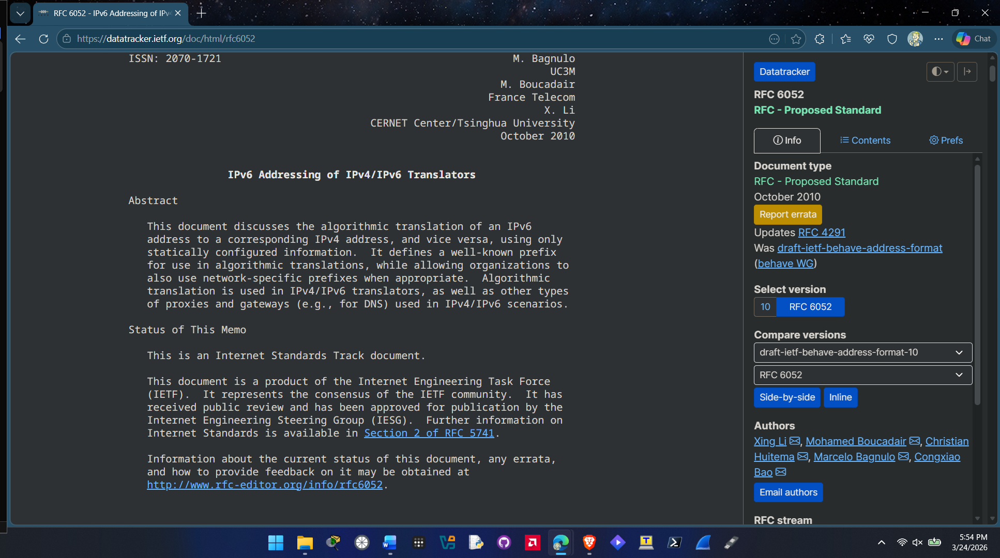 RFC 6052 - IPv6 Addressing of IPv4
https://datatracker.ietf.org/doc/html/rfc6052
Chat
ISSN: 2070-1721 M. Bagnulo
UC3M
M. Boucadair
France Telecom
X. Li
CERNET Center/Tsinghua University
October 2010
IPv6 Addressing of IPv4/IPv6 Translators
Abstract
This document discusses the algorithmic translation of an IPv6
address to a corresponding IPv4 address, and vice versa, using only
statically configured information.  It defines a well-known prefix
for use in algorithmic translations, while allowing organizations to
also use network-specific prefixes when appropriate.  Algorithmic
translation is used in IPv4/IPv6 translators, as well as other types
of proxies and gateways (e.g., for DNS) used in IPv4/IPv6 scenarios.
Status of This Memo
This is an Internet Standards Track document.
This document is a product of the Internet Engineering Task Force
(IETF).  It represents the consensus of the IETF community.  It has
received public review and has been approved for publication by the
Internet Engineering Steering Group (IESG).  Further information on
Internet Standards is available in Section 2 of RFC 5741.
Information about the current status of this document, any errata,
and how to provide feedback on it may be obtained at
http://www.rfc-editor.org/info/rfc6052.
Datatracker
RFC 6052
RFC - Proposed Standard
Info Contents Prefs
Document type
RFC - Proposed Standard
October 2010
Report errata
Updates RFC 4291
Was draft-ietf-behave-address-format
(behave WG)
Select version
10 RFC 6052
Compare versions
draft-ietf-behave-address-format-10
RFC 6052
Side-by-side Inline
Authors
Xing Li, Mohamed Boucadair, Christian
Huitema, Marcelo Bagnulo, Congxiao
Bao
Email authors
RFC stream
5:54 PM
3/24/2026